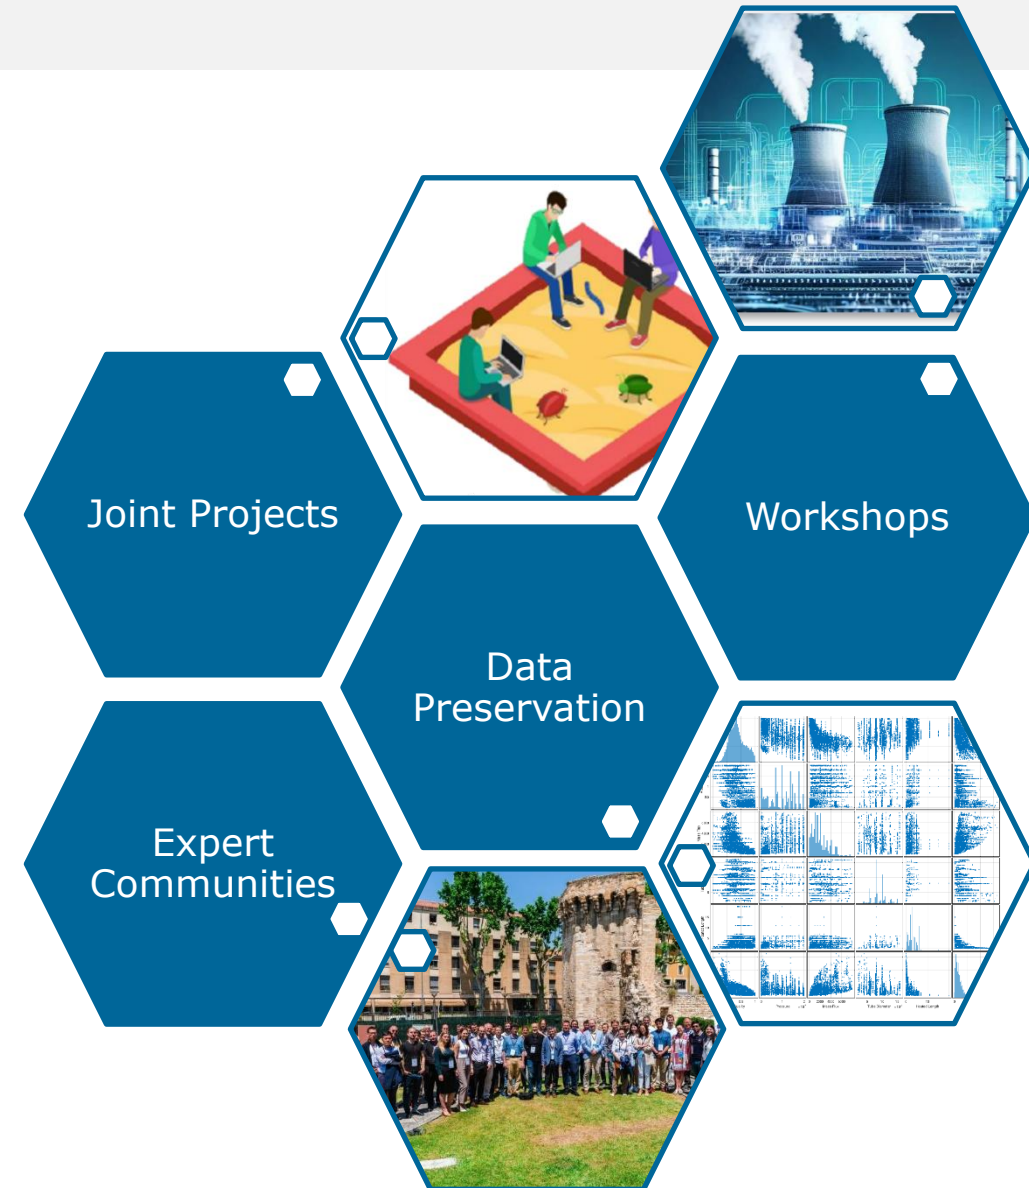 Joint Projects
Workshops
Data
Preservation
Expert
Communities